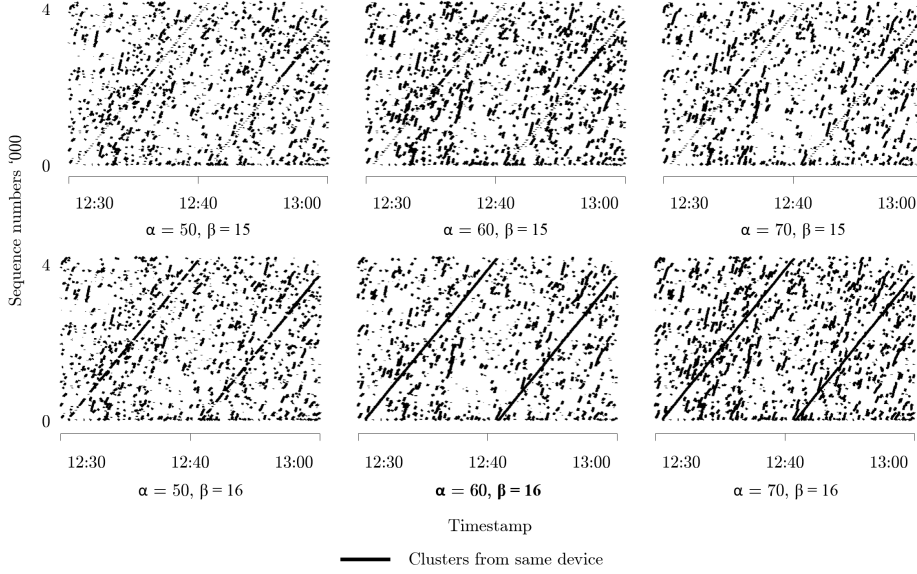 Sequence numbers '000
4
0
12:30 12:40 13:00
12:30 12:40 13:00
12:30 12:40 13:00
α = 50, β = 15
α = 60, β = 15
α = 70, β = 15
4
0
12:30 12:40 13:00
12:30 12:40 13:00
12:30 12:40 13:00
α = 50, β = 16
α = 60, β = 16
α = 70, β = 16
Timestamp
Clusters from same device